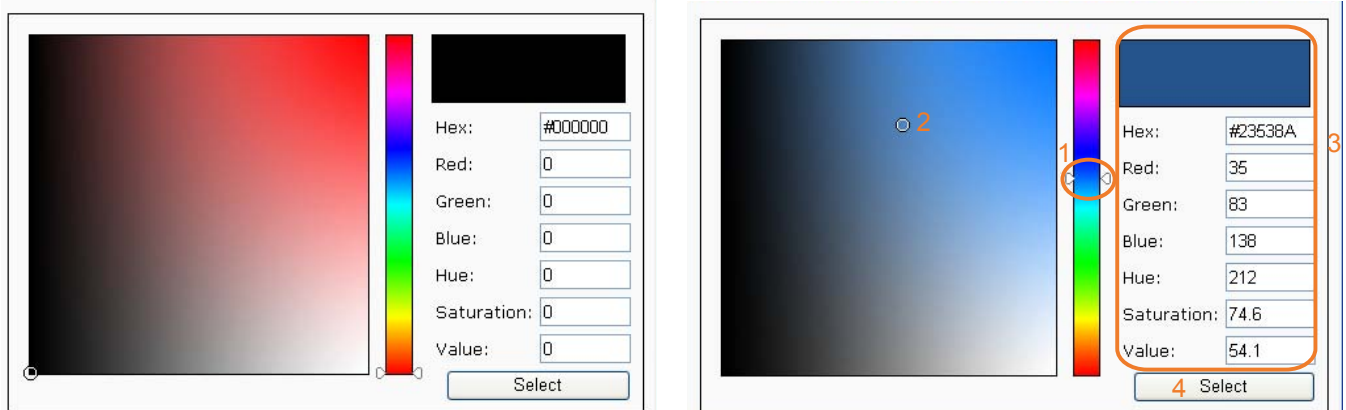 Hex: #000000
Red: 0
Green: 0
Blue: 0
Hue: 0
Saturation: 0
Value: 0
Select
1
2
3
Hex: #23538A
Red: 35
Green: 83
Blue: 138
Hue: 212
Saturation: 74.6
Value: 54.1
4 Select